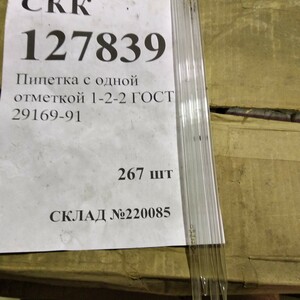 СКК
127839
Пипетка с одной
отметкой 1-2-2 ГОСТ
29169-91
267 шт
СКЛАД №220085